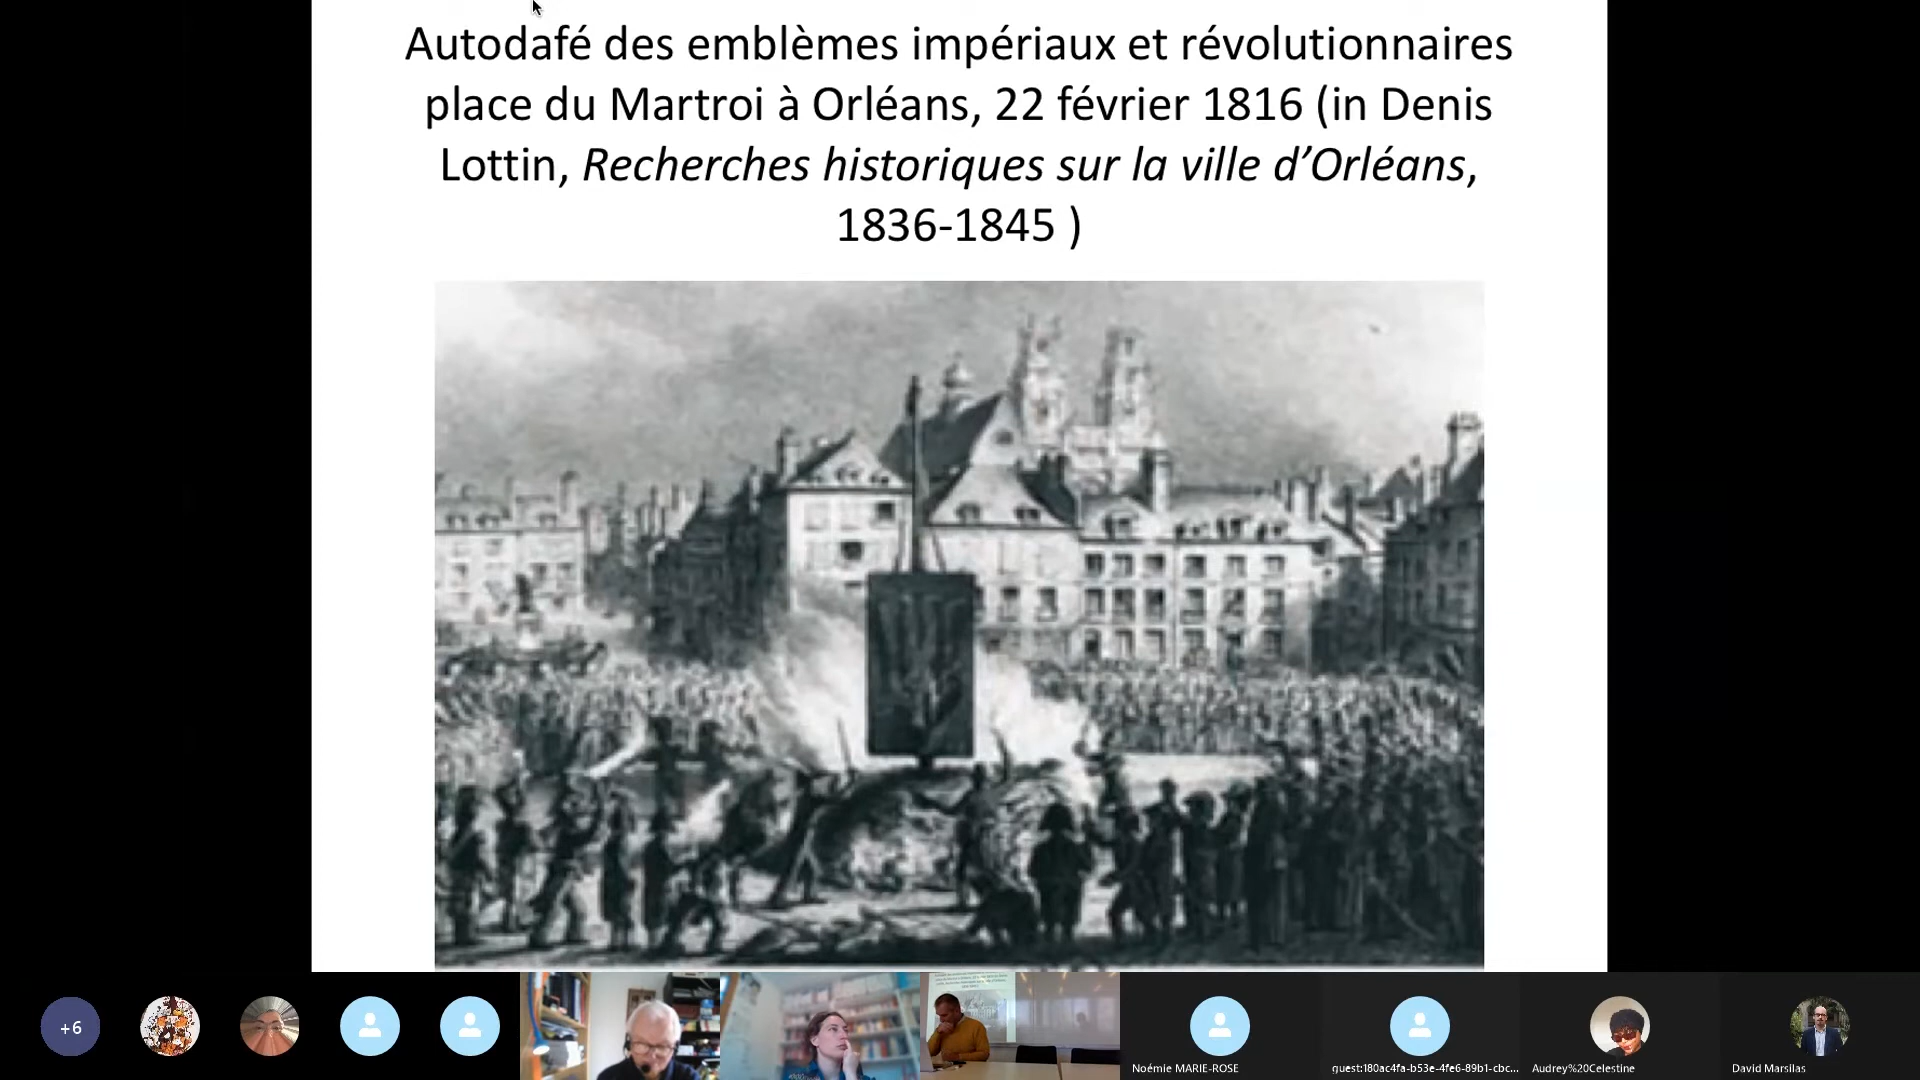 Autodafé des emblèmes impériaux et révolutionnaires
place du Martroi à Orléans, 22 février 1816 (in Denis
Lottin, Recherches historiques sur la ville d’Orléans,
1836-1845 )
+6
Noémie MARIE-ROSE
guest:180ac4fa-b53e-4fe6-89b1-cbc...
Audrey%20Celestine
David Marsilas